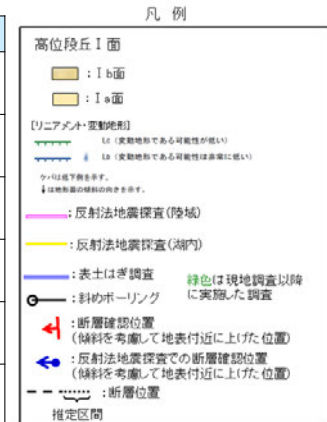 凡 例
高位段丘Ⅰ面
：Ⅰb面
：Ⅰa面
[リニアメント・変動地形]
Lc（変動地形である可能性が低い）
Lb（変動地形である可能性は非常に低い）
ケバは低下側を示す。
は地形面の傾斜の向きを示す。
：反射法地震探査(陸域)
：反射法地震探査(湖内)
：表土はぎ調査
緑色は現地調査以降
に実施した調査
：斜めボーリング
：断層確認位置
(傾斜を考慮して地表付近に上げた位置)
：反射法地震探査での断層確認位置
(傾斜を考慮して地表付近に上げた位置)
：断層位置
推定区間